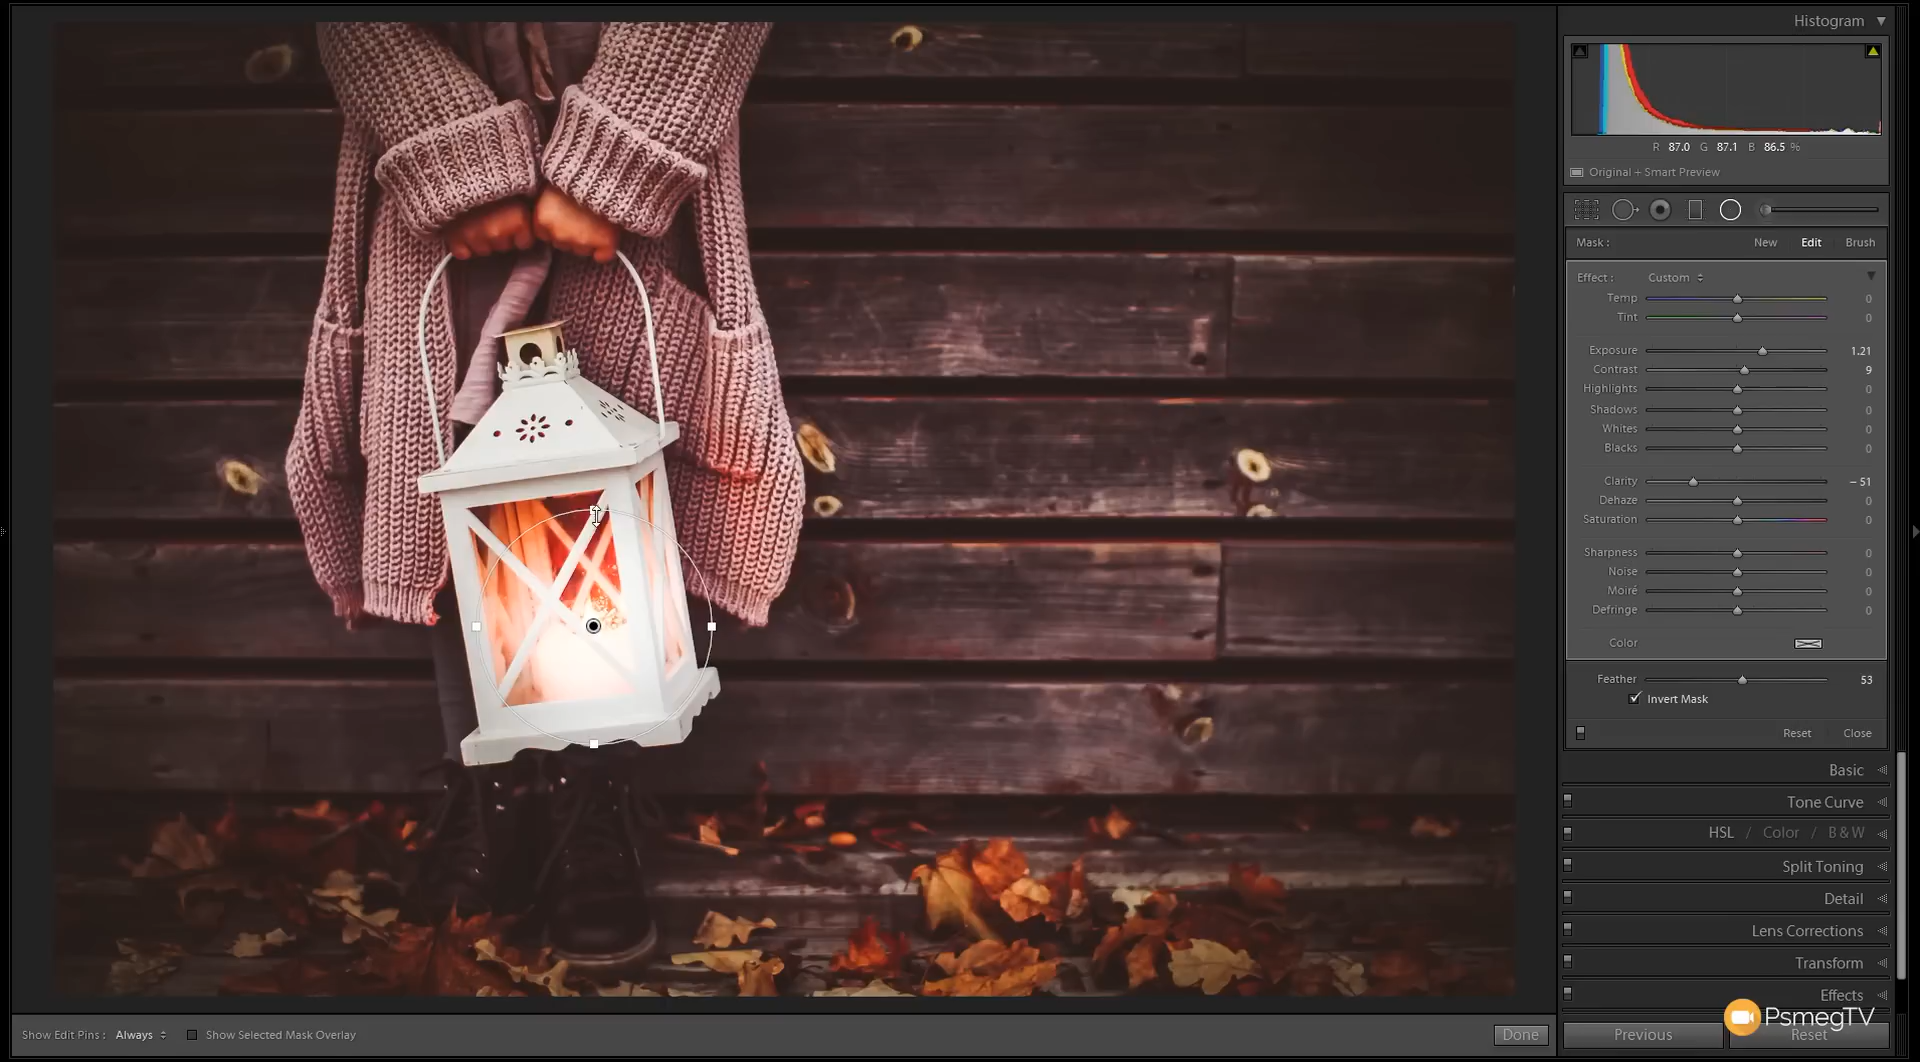 Histogram
R 87.0 G 87.1 B 86.5 %
Original + Smart Preview
Mask : New Edit Brush
Effect : Custom
Temp 0
Tint 0
Exposure 1.21
Contrast 9
Highlights 0
Shadows 0
Whites 0
Blacks 0
Clarity – 51
Dehaze 0
Saturation 0
Sharpness 0
Noise 0
Moiré 0
Defringe 0
Color
Feather 53
Invert Mask
Reset Close
Basic
Tone Curve
HSL / Color / B & W
Split Toning
Detail
Lens Corrections
Transform
Effects
PsmegTV
Show Edit Pins : Always Show Selected Mask Overlay Done Previous Reset